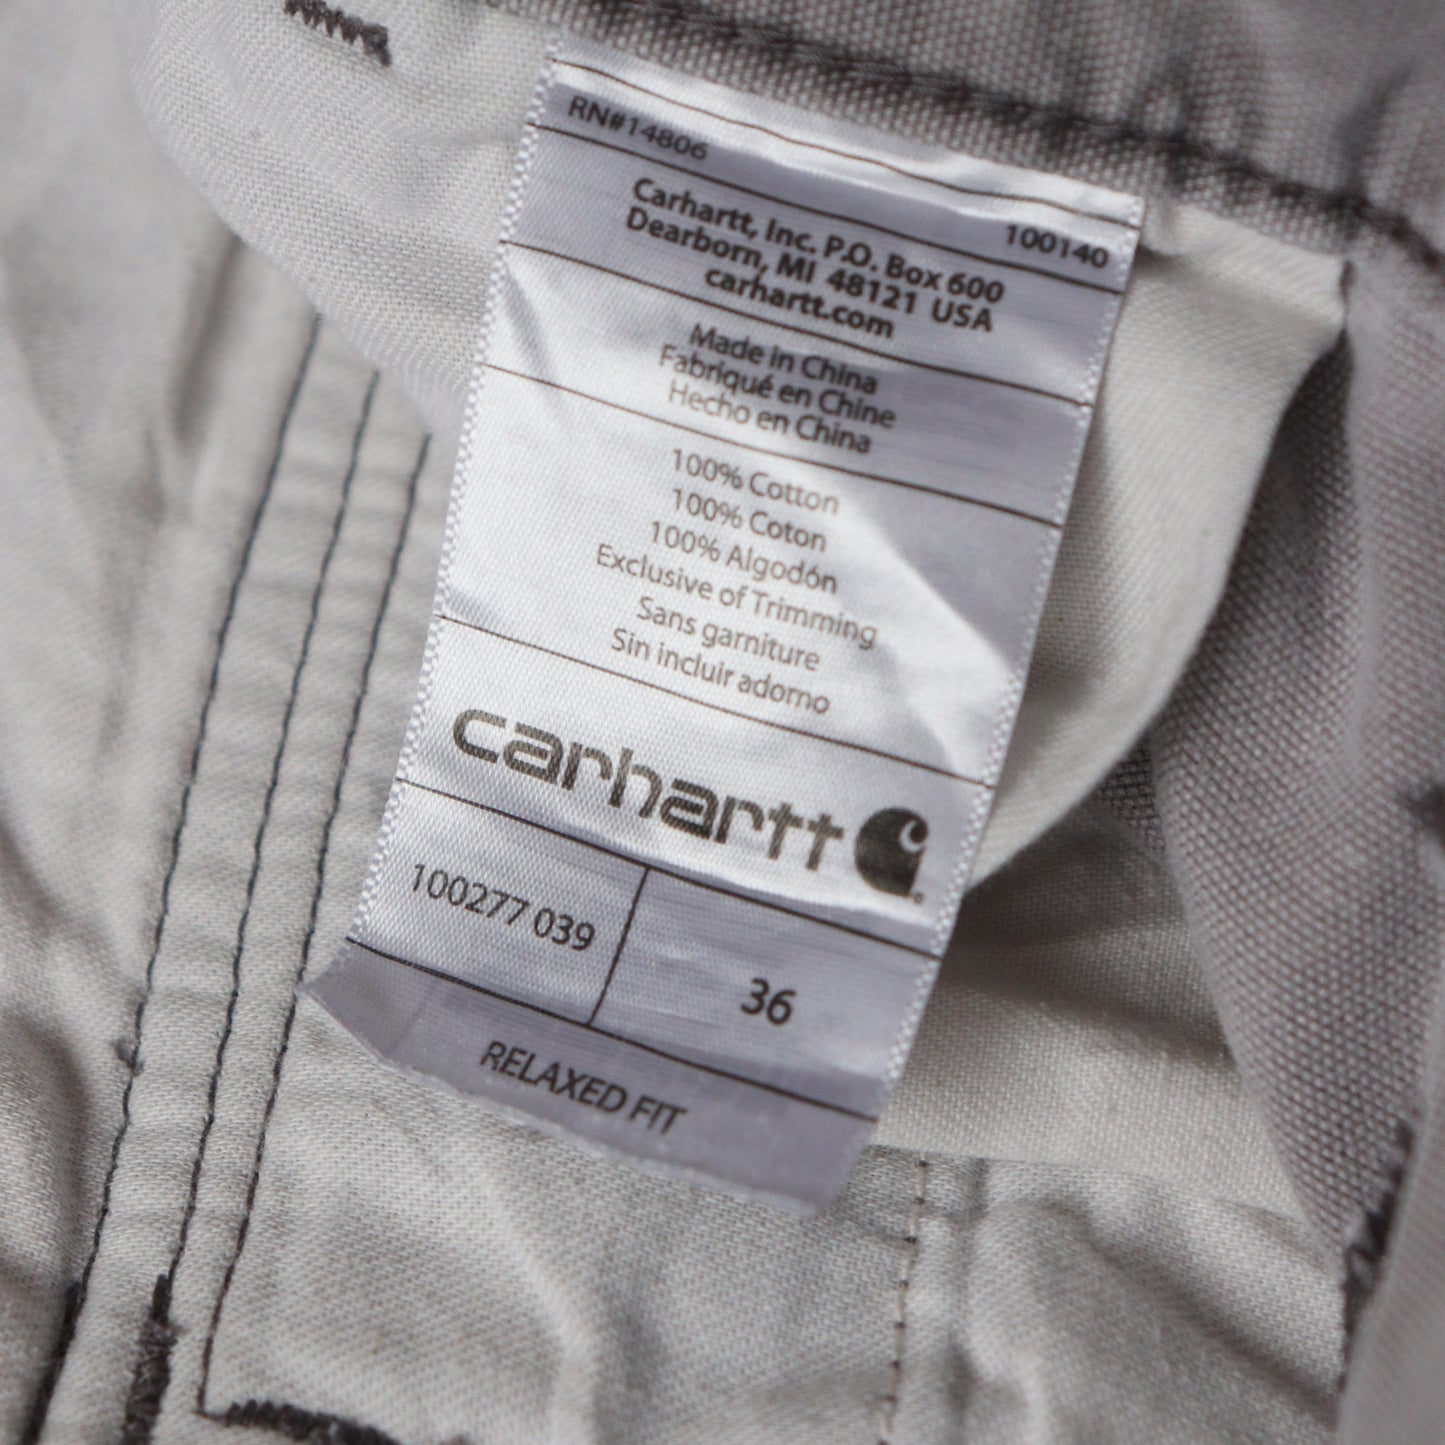 RN#14806
100140
Carhartt, Inc. P.O. Box 600
Dearborn, MI 48121 USA
carhartt.com
Made in China
Fabriqué en Chine
Hecho en China
100% Cotton
100% Coton
100% Algodón
Exclusive of Trimming
Sans garniture
Sin incluir adorno
carhartt
100277 039
36
RELAXED FIT